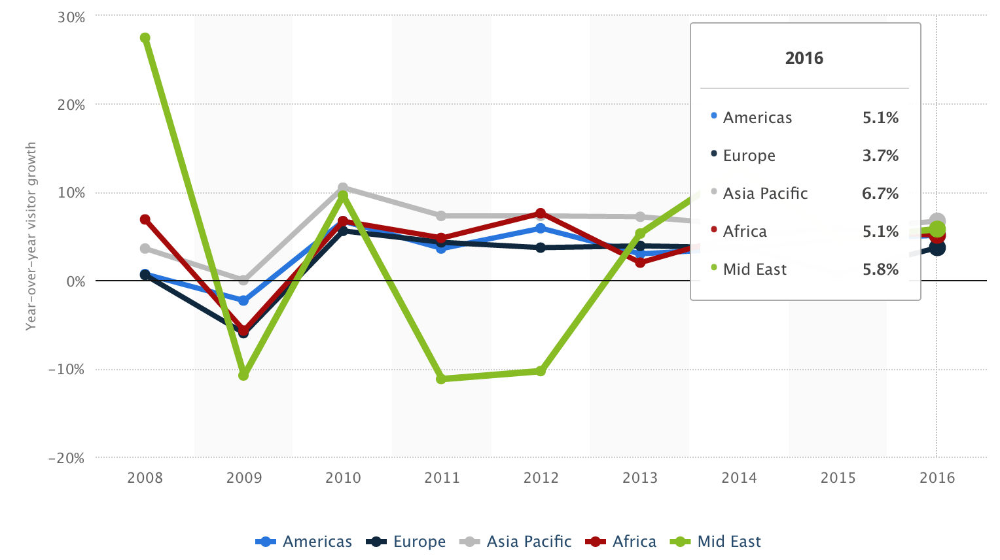 30%
20%
10%
0%
-10%
-20%
Year-over-year visitor growth
2016
Americas 5.1%
Europe 3.7%
Asia Pacific 6.7%
Africa 5.1%
Mid East 5.8%
2008 2009 2010 2011 2012 2013 2014 2015 2016
Americas Europe Asia Pacific Africa Mid East